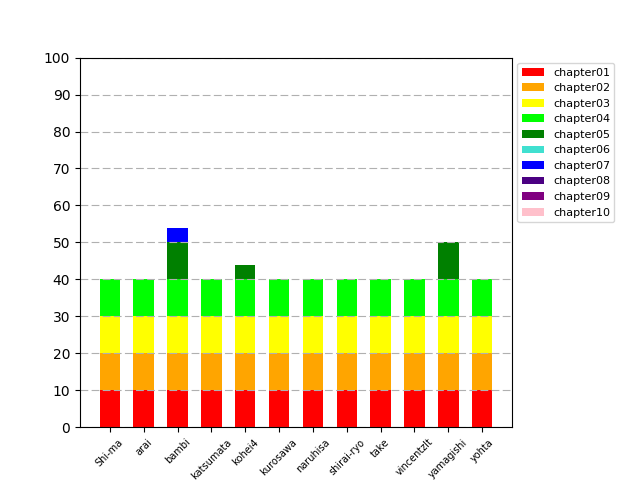 100
90
80
70
60
50
40
30
20
10
0
Shi-ma
arai
bambi
katsumata
kohei4
kurosawa
naruhisa
shirai-ryo
take
vincentzlt
yamagishi
yohta
chapter01
chapter02
chapter03
chapter04
chapter05
chapter06
chapter07
chapter08
chapter09
chapter10